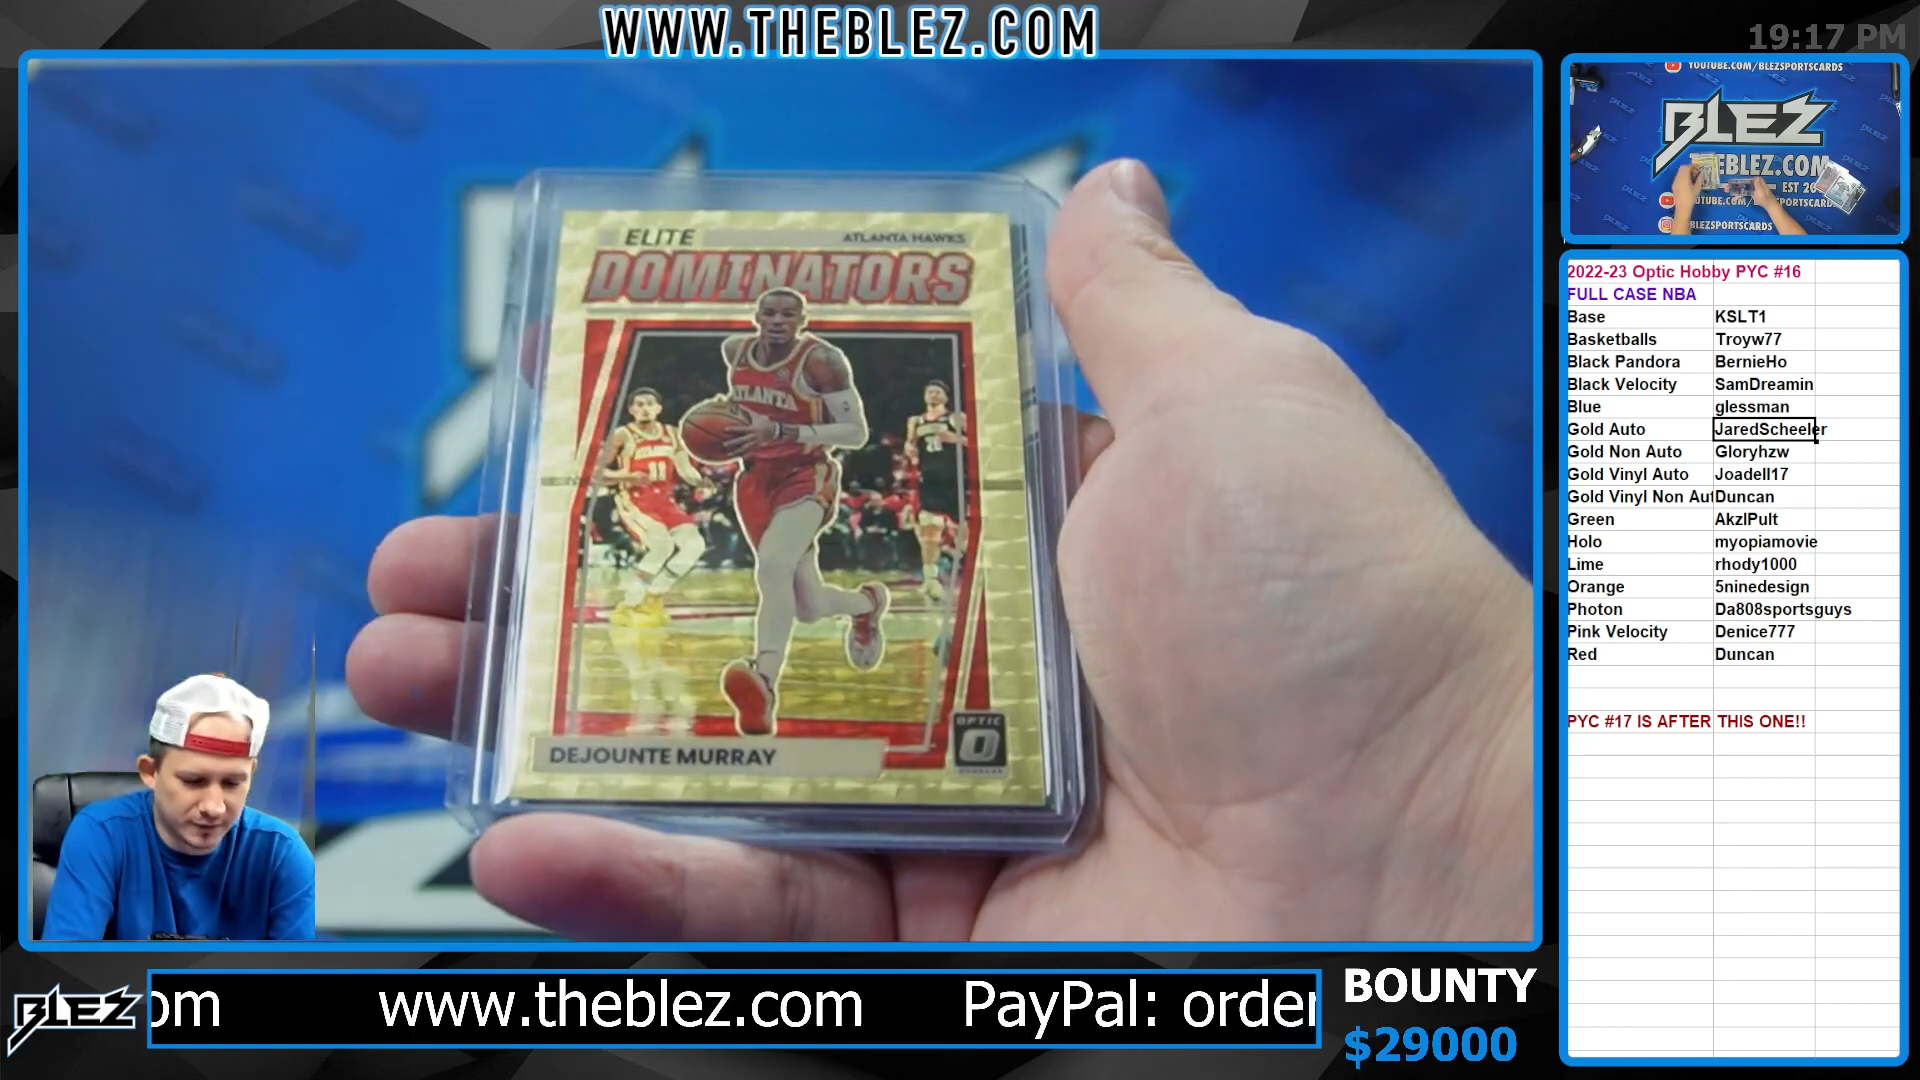 WWW.THEBLEZ.COM
19:17 PM
YOUTUBE.COM/BLEZSPORTSCARDS
BLEZ
BLEZSPORTSCARDS
ELITE
ATLANTA HAWKS
DOMINATORS
ATLANTA
11
DEJOUNTE MURRAY
OPTIC
2022-23 Optic Hobby PYC #16
FULL CASE NBA
Base KSLT1
Basketballs Troyw77
Black Pandora BernieHo
Black Velocity SamDreamin
Blue glessman
Gold Auto JaredScheeler
Gold Non Auto Gloryhzw
Gold Vinyl Auto Joadell17
Gold Vinyl Non Aut Duncan
Green AkzlPult
Holo myopiamovie
Lime rhody1000
Orange 5ninedesign
Photon Da808sportsguys
Pink Velocity Denice777
Red Duncan
PYC #17 IS AFTER THIS ONE!!
BLEZ
om www.theblez.com PayPal: order
BOUNTY
$29000